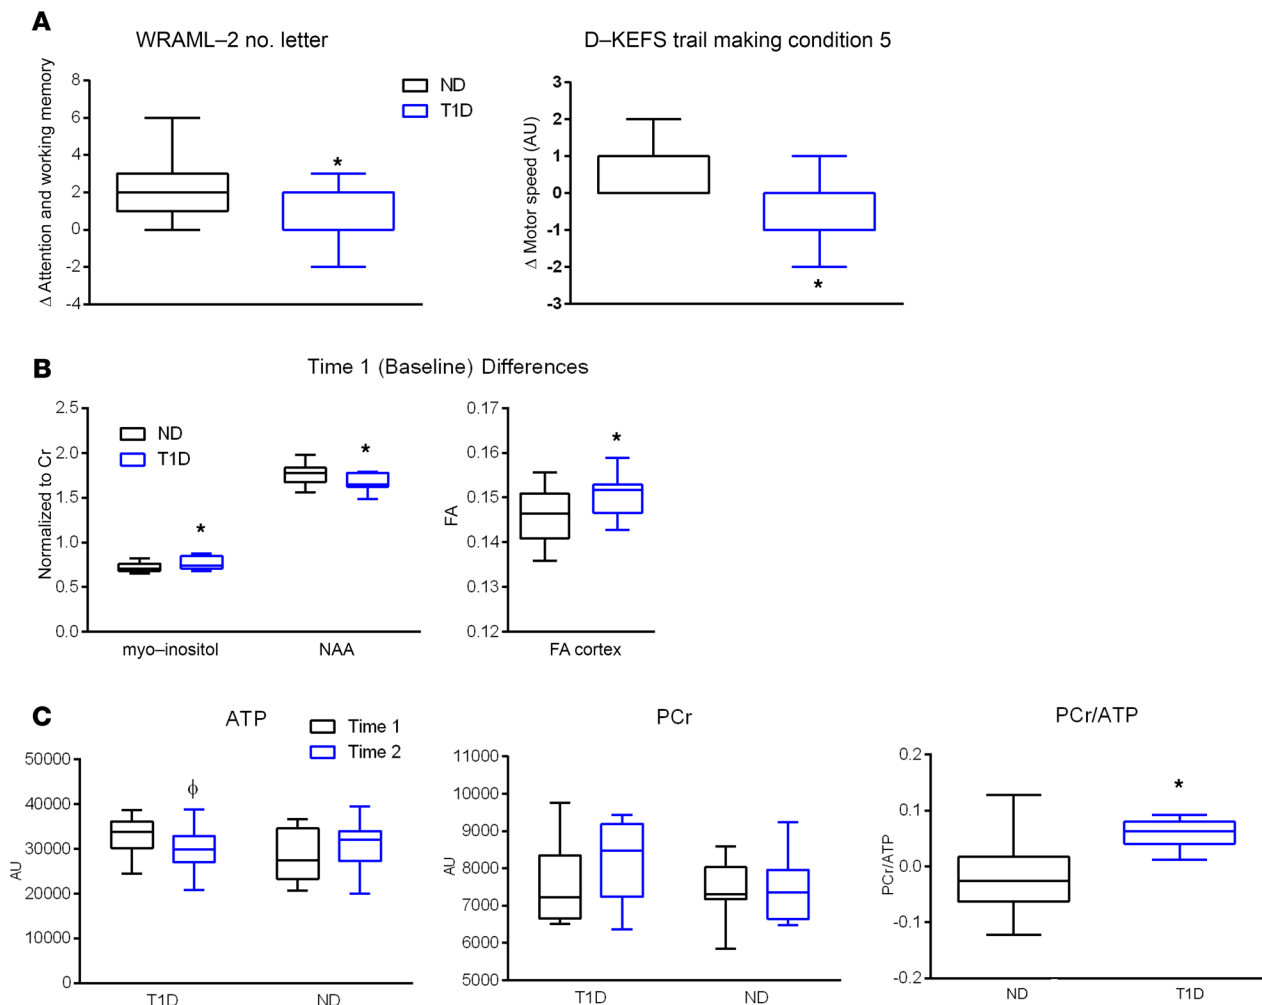 A
WRAML–2 no. letter
Δ Attention and working memory
8
6
4
2
0
-2
-4
*
ND
T1D
D–KEFS trail making condition 5
Δ Motor speed (AU)
3
2
1
0
-1
-2
-3
*
B
Time 1 (Baseline) Differences
Normalized to Cr
2.5
2.0
1.5
1.0
0.5
0.0
ND
T1D
*
*
myo–inositol
NAA
FA
0.17
0.16
0.15
0.14
0.13
0.12
*
FA cortex
C
ATP
Time 1
Time 2
AU
50000
40000
30000
20000
10000
0
ϕ
T1D
ND
PCr
AU
11000
10000
9000
8000
7000
6000
5000
T1D
ND
PCr/ATP
PCr/ATP
0.2
0.1
0.0
-0.1
-0.2
*
ND
T1D